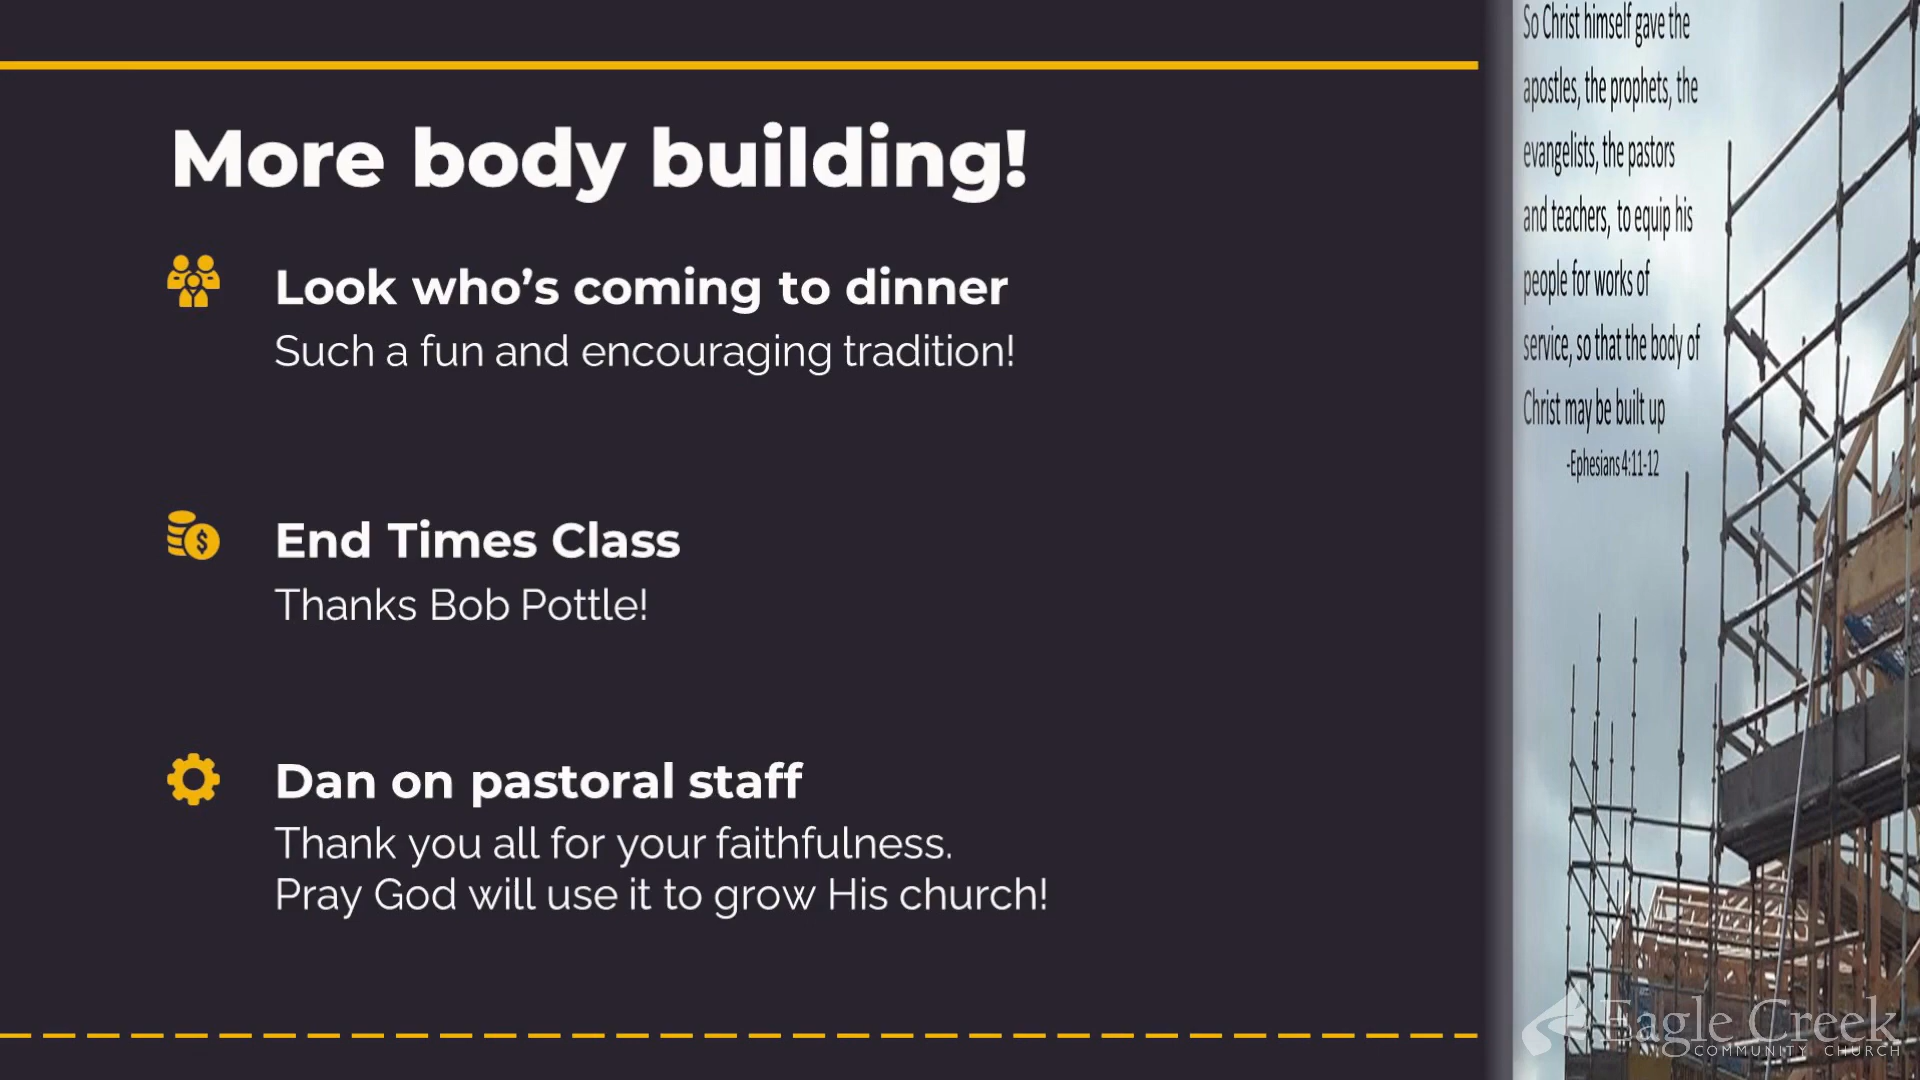 More body building!
Look who’s coming to dinner
Such a fun and encouraging tradition!
End Times Class
Thanks Bob Pottle!
Dan on pastoral staff
Thank you all for your faithfulness.
Pray God will use it to grow His church!
So Christ himself gave the
apostles, the prophets, the
evangelists, the pastors
and teachers, to equip his
people for works of
service, so that the body of
Christ may be built up
-Ephesians 4:11-12
Eagle Creek
COMMUNITY CHURCH